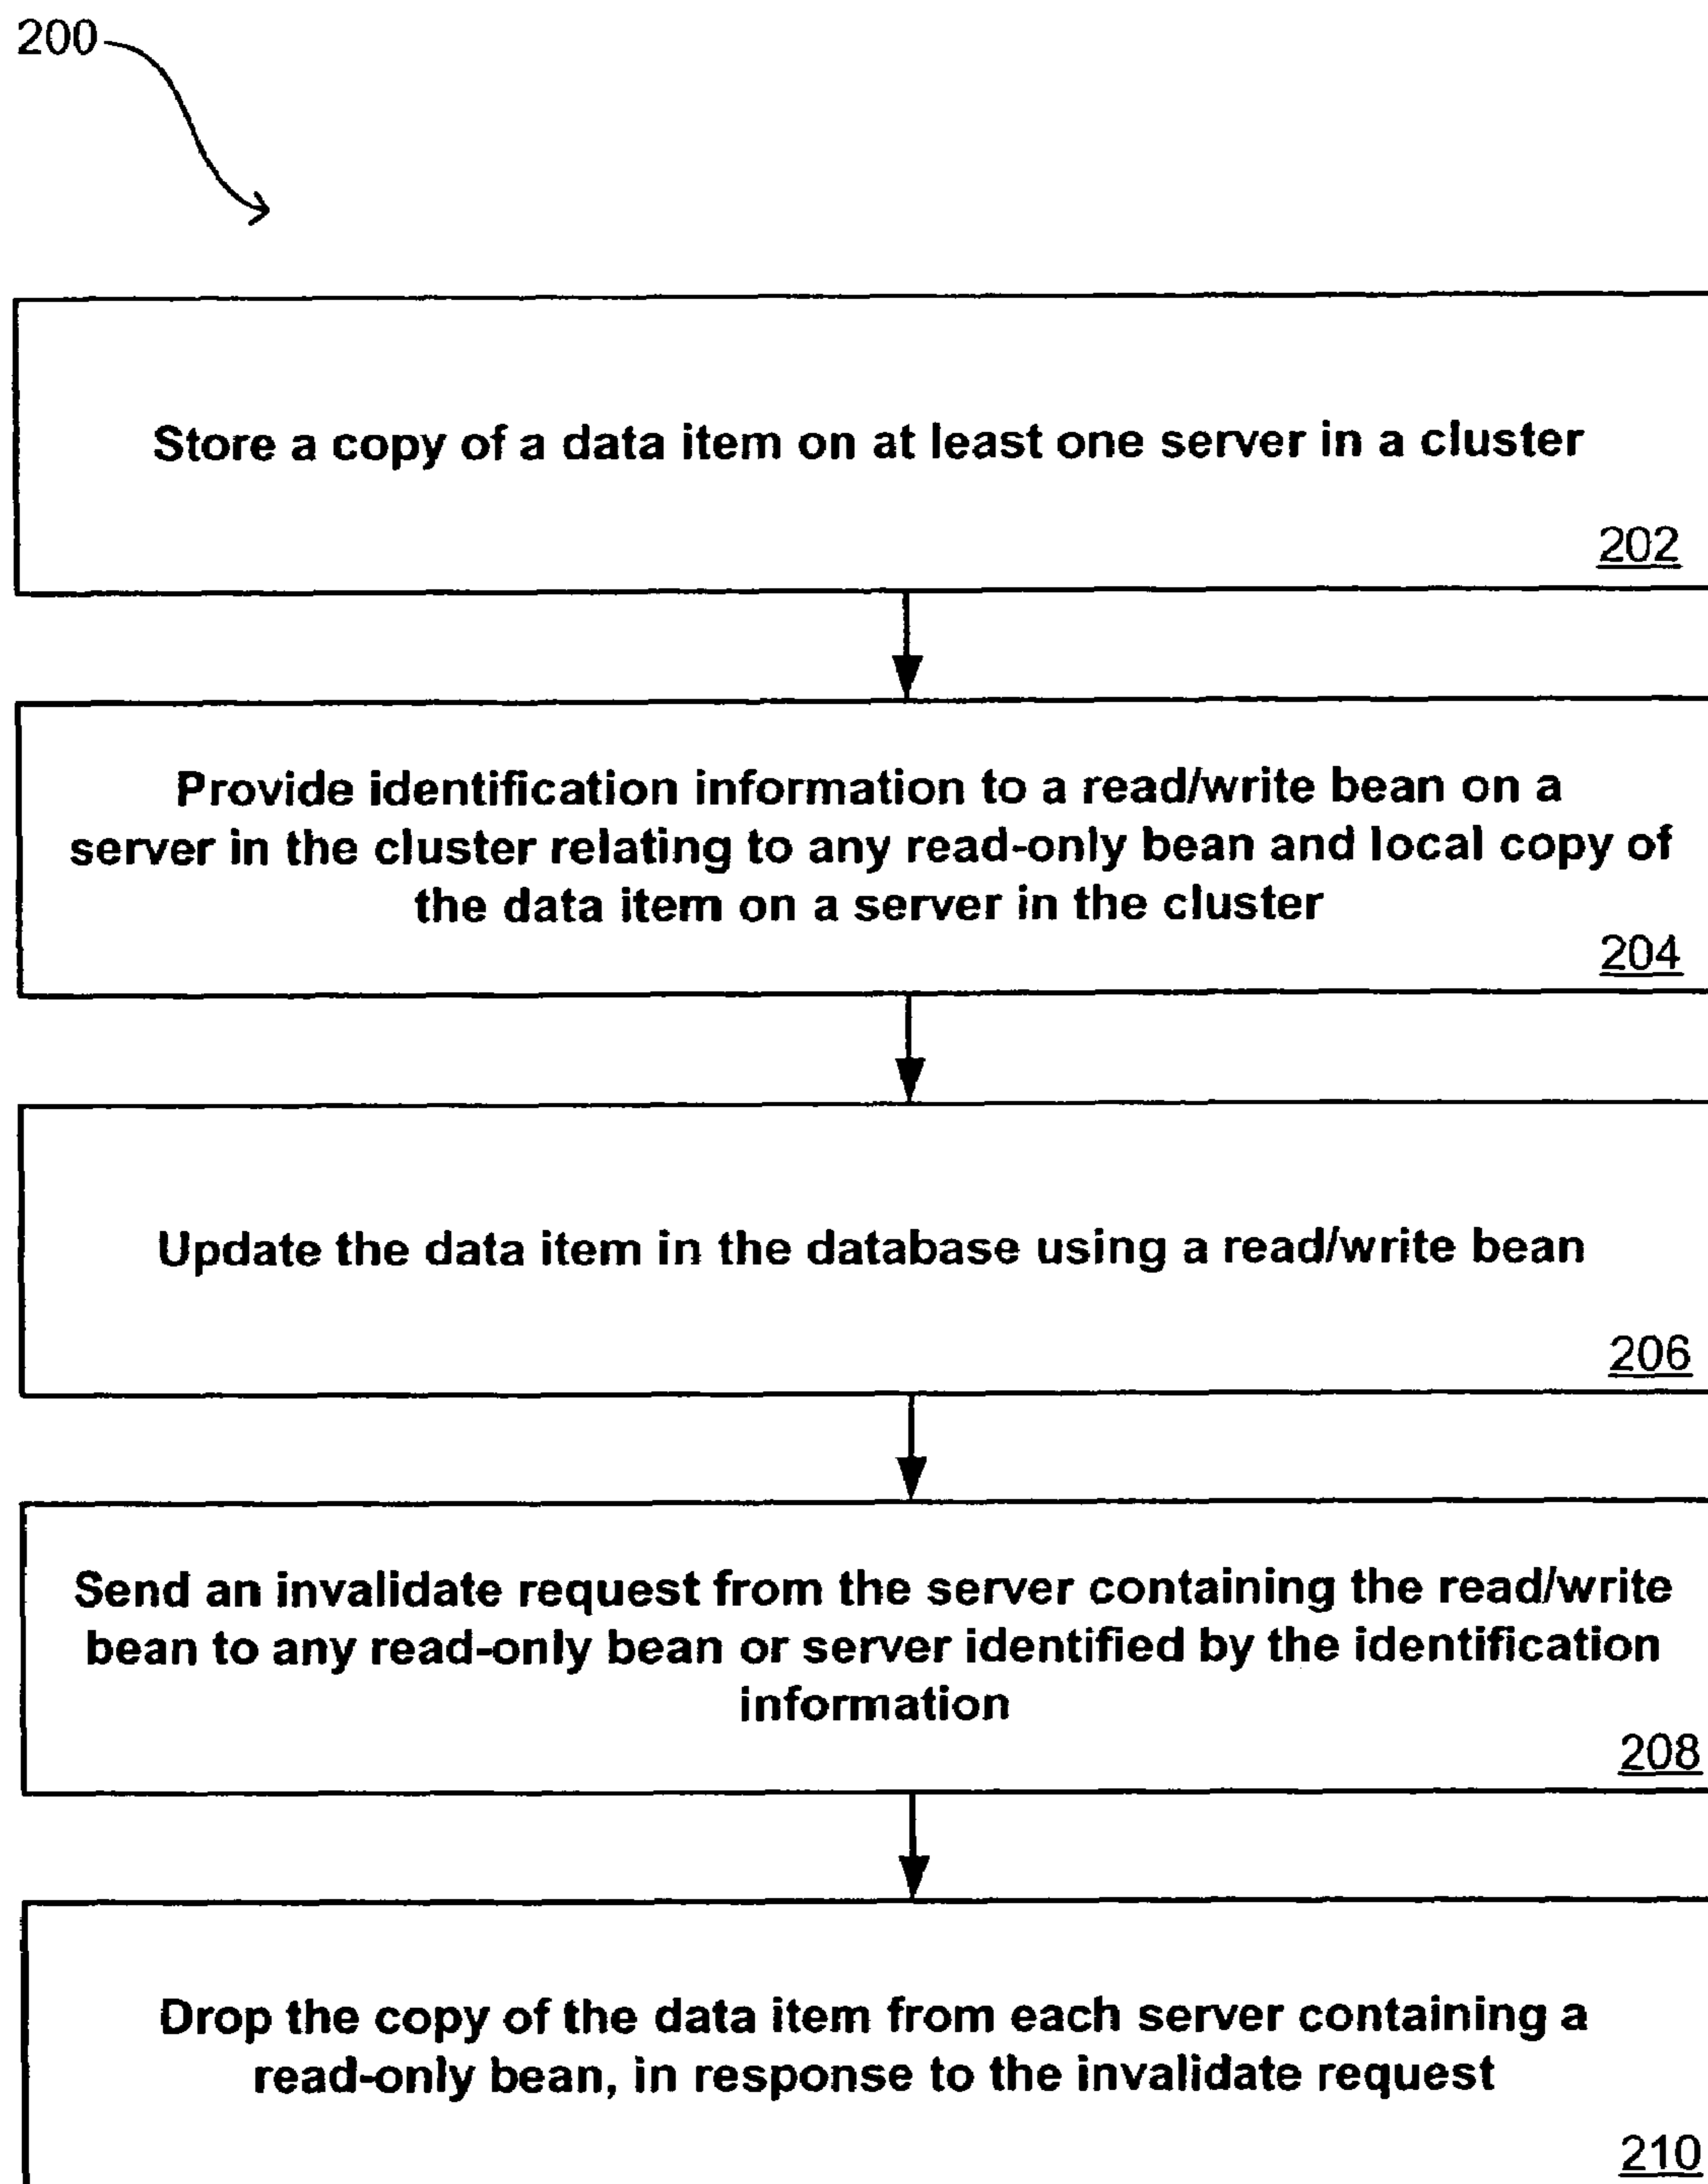 200
Store a copy of a data item on at least one server in a cluster
202
Provide identification information to a read/write bean on a
server in the cluster relating to any read-only bean and local copy of
the data item on a server in the cluster
204
Update the data item in the database using a read/write bean
206
Send an invalidate request from the server containing the read/write
bean to any read-only bean or server identified by the identification
information
208
Drop the copy of the data item from each server containing a
read-only bean, in response to the invalidate request
210